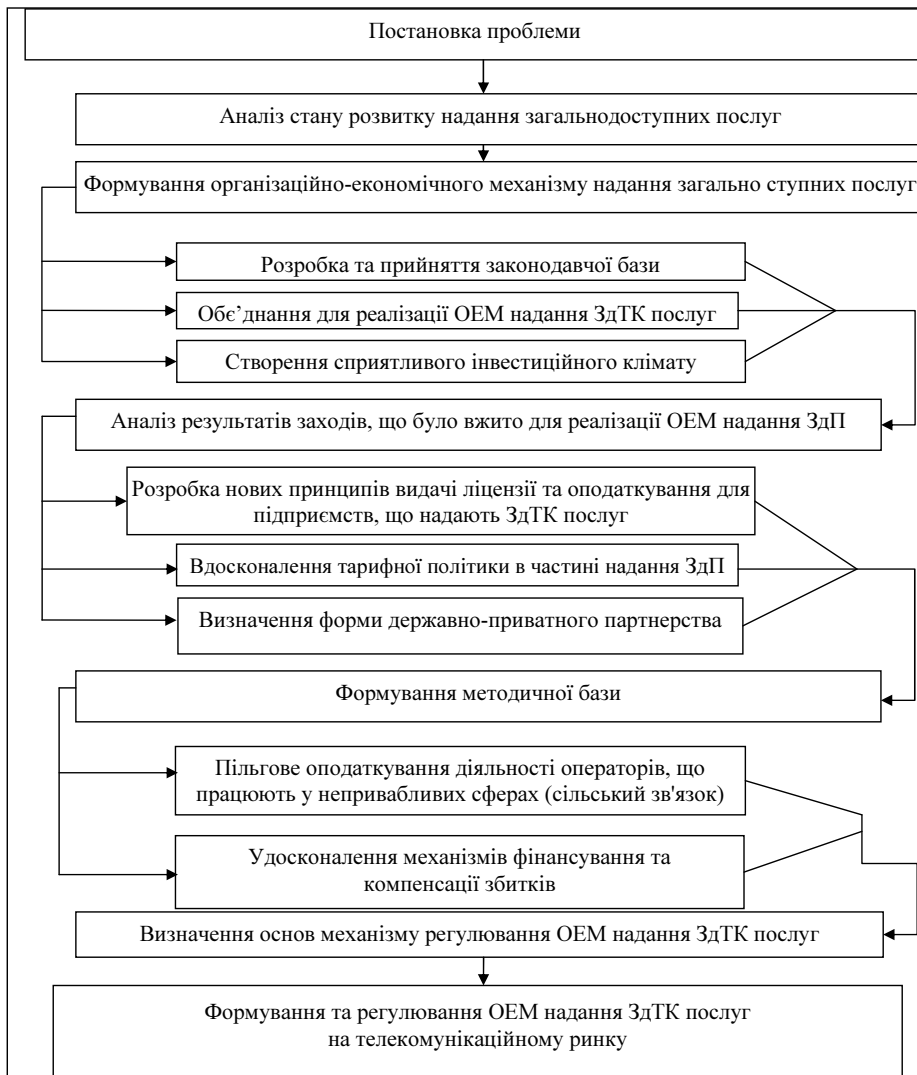 Постановка проблеми
Аналіз стану розвитку надання загальнодоступних послуг
Формування організаційно-економічного механізму надання загально ступних послуг
Розробка та прийняття законодавчої бази
Обє’днання для реалізації ОЕМ надання ЗдТК послуг
Створення сприятливого інвестиційного клімату
Аналіз результатів заходів, що було вжито для реалізації ОЕМ надання ЗдП
Розробка нових принципів видачі ліцензії та оподаткування для
підприємств, що надають ЗдТК послуг
Вдосконалення тарифної політики в частині надання ЗдП
Визначення форми державно-приватного партнерства
Формування методичної бази
Пільгове оподаткування діяльності операторів, що
працюють у непривабливих сферах (сільський зв'язок)
Удосконалення механізмів фінансування та
компенсації збитків
Визначення основ механізму регулювання ОЕМ надання ЗдТК послуг
Формування та регулювання ОЕМ надання ЗдТК послуг
на телекомунікаційному ринку